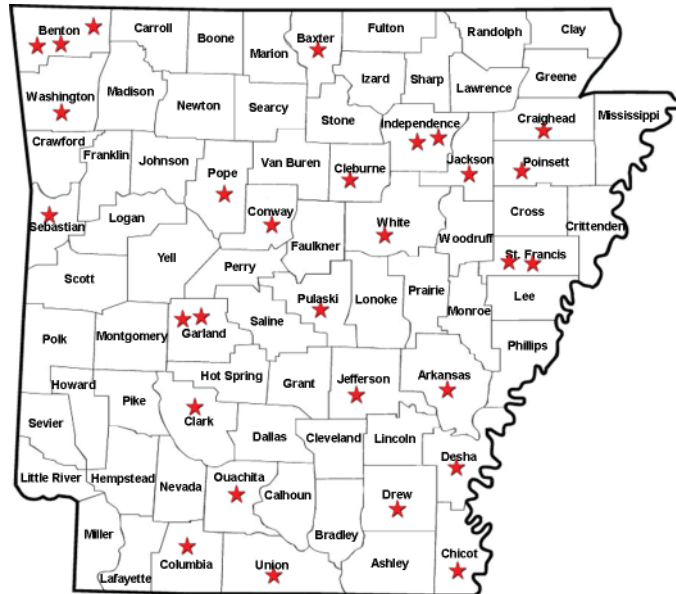 Benton
Carroll
Boone
Marion
Baxter
Fulton
Randolph
Clay
Izard
Sharp
Lawrence
Greene
Washington
Madison
Newton
Searcy
Stone
Independence
Craighead
Mississippi
Crawford
Franklin
Johnson
Pope
Van Buren
Cleburne
Jackson
Poinsett
Sebastian
Logan
Conway
Faulkner
White
Woodruff
Cross
Crittenden
St. Francis
Scott
Yell
Perry
Pulaski
Lonoke
Prairie
Monroe
Lee
Phillips
Polk
Montgomery
Garland
Saline
Hot Spring
Grant
Jefferson
Arkansas
Howard
Pike
Clark
Sevier
Dallas
Cleveland
Lincoln
Desha
Little River
Hempstead
Nevada
Ouachita
Calhoun
Drew
Bradley
Miller
Lafayette
Columbia
Union
Ashley
Chicot